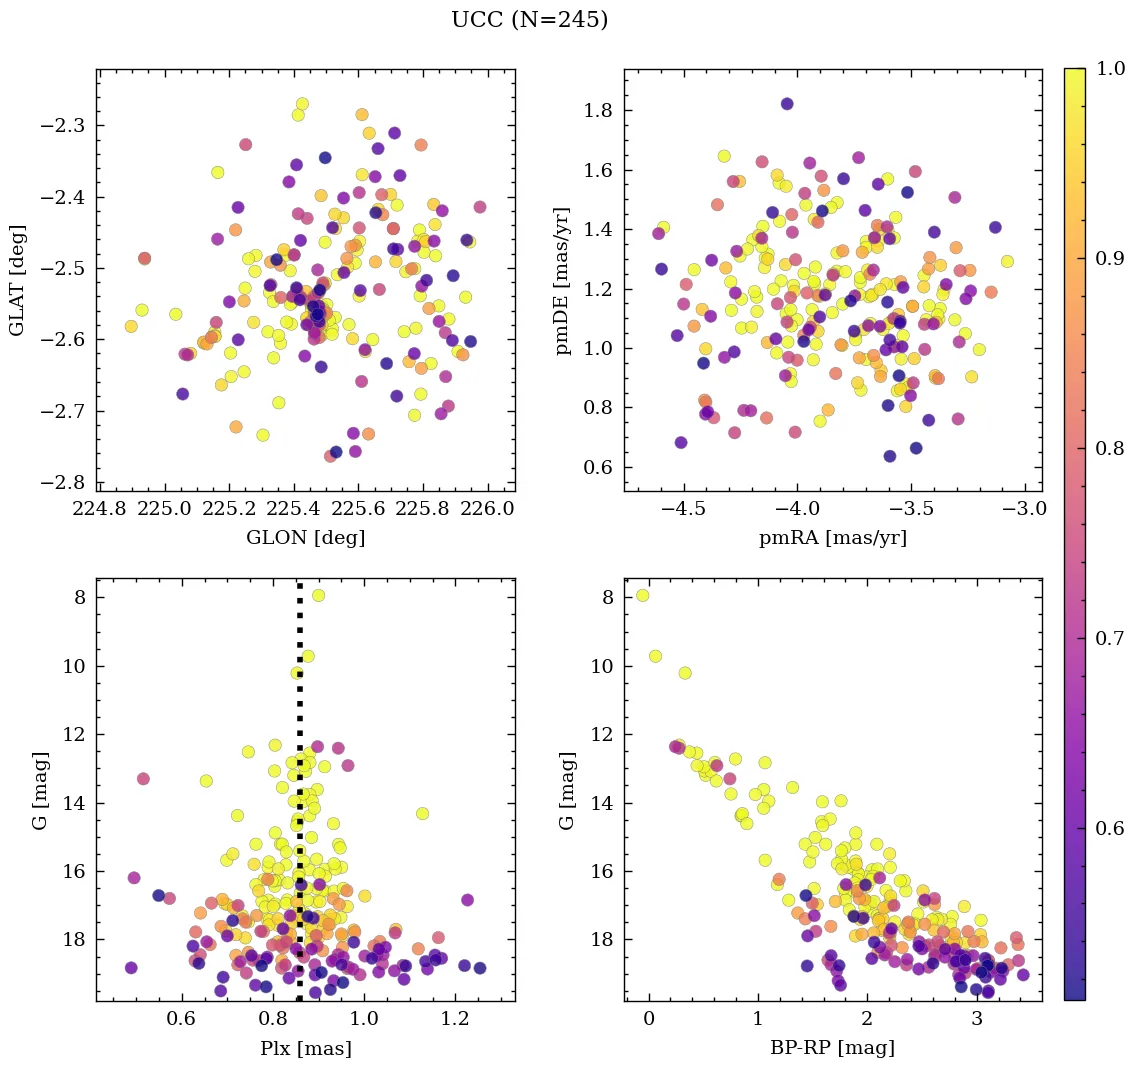 UCC (N=245)
−2.3
−2.4
−2.5
−2.6
−2.7
−2.8
GLAT [deg]
224.8 225.0 225.2 225.4 225.6 225.8 226.0
GLON [deg]
1.8
1.6
1.4
1.2
1.0
0.8
0.6
pmDE [mas/yr]
−4.5 −4.0 −3.5 −3.0
pmRA [mas/yr]
8
10
12
14
16
18
G [mag]
0.6 0.8 1.0 1.2
Plx [mas]
8
10
12
14
16
18
G [mag]
0 1 2 3
BP-RP [mag]
1.0
0.9
0.8
0.7
0.6